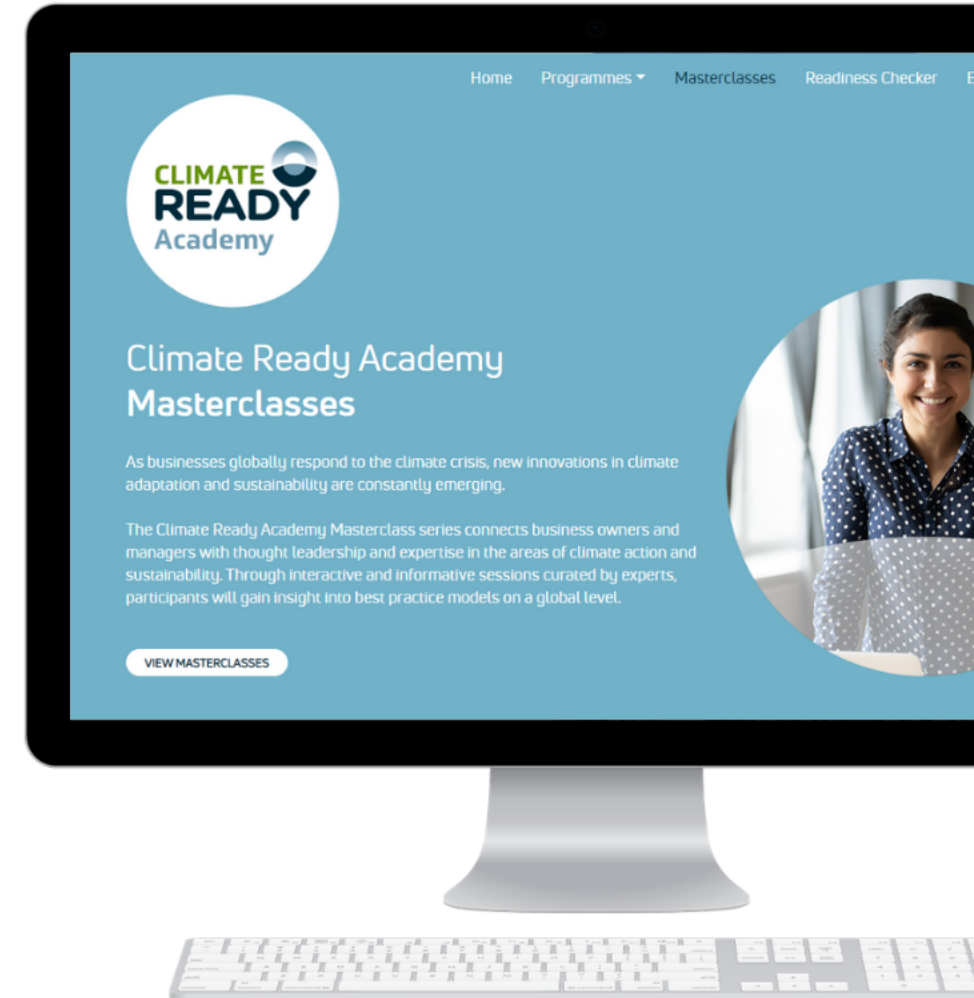 Home Programmes Masterclasses Readiness Checker
CLIMATE
READY
Academy
Climate Ready Academy
Masterclasses
As businesses globally respond to the climate crisis, new innovations in climate
adaptation and sustainability are constantly emerging.
The Climate Ready Academy Masterclass series connects business owners and
managers with thought leadership and expertise in the areas of climate action and
sustainability. Through interactive and informative sessions curated by experts,
participants will gain insight into best practice models on a global level.
VIEW MASTERCLASSES